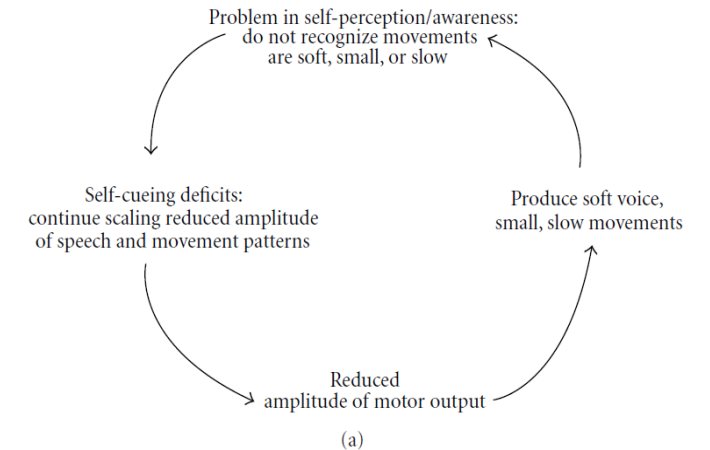 Problem in self-perception/awareness:
do not recognize movements
are soft, small, or slow
Self-cueing deficits:
continue scaling reduced amplitude
of speech and movement patterns
Produce soft voice,
small, slow movements
Reduced
amplitude of motor output
(a)